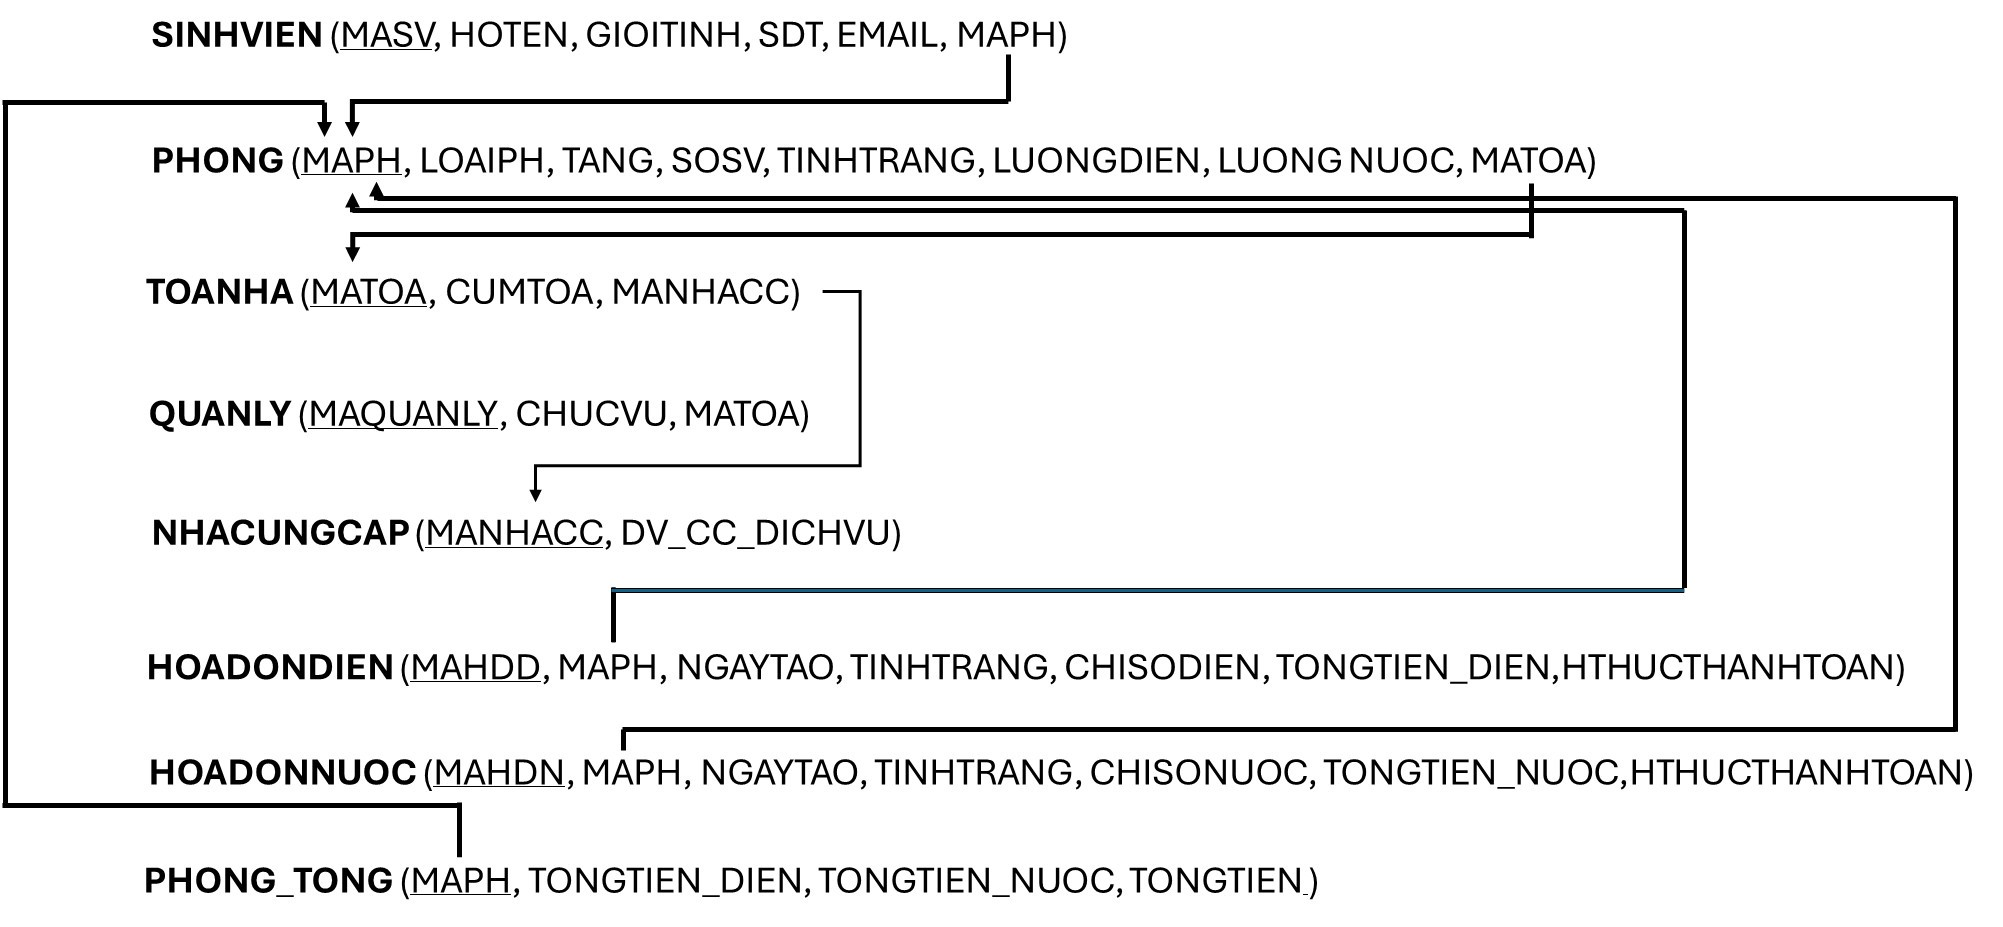 SINHVIEN (MASV, HOTEN, GIOITINH, SDT, EMAIL, MAPH)
PHONG (MAPH, LOAIPH, TANG, SOSV, TINHTRANG, LUONGDIEN, LUONG NUOC, MATOA)
TOANHA (MATOA, CUMTOA, MANHACC)
QUANLY (MAQUANLY, CHUCVU, MATOA)
NHACUNGCAP (MANHACC, DV_CC_DICHVU)
HOADONDIEN (MAHDD, MAPH, NGAYTAO, TINHTRANG, CHISODIEN, TONGTIEN_DIEN,HTHUCTHANHTOAN)
HOADONNUOC (MAHDN, MAPH, NGAYTAO, TINHTRANG, CHISONUOC, TONGTIEN_NUOC,HTHUCTHANHTOAN)
PHONG_TONG (MAPH, TONGTIEN_DIEN, TONGTIEN_NUOC, TONGTIEN )